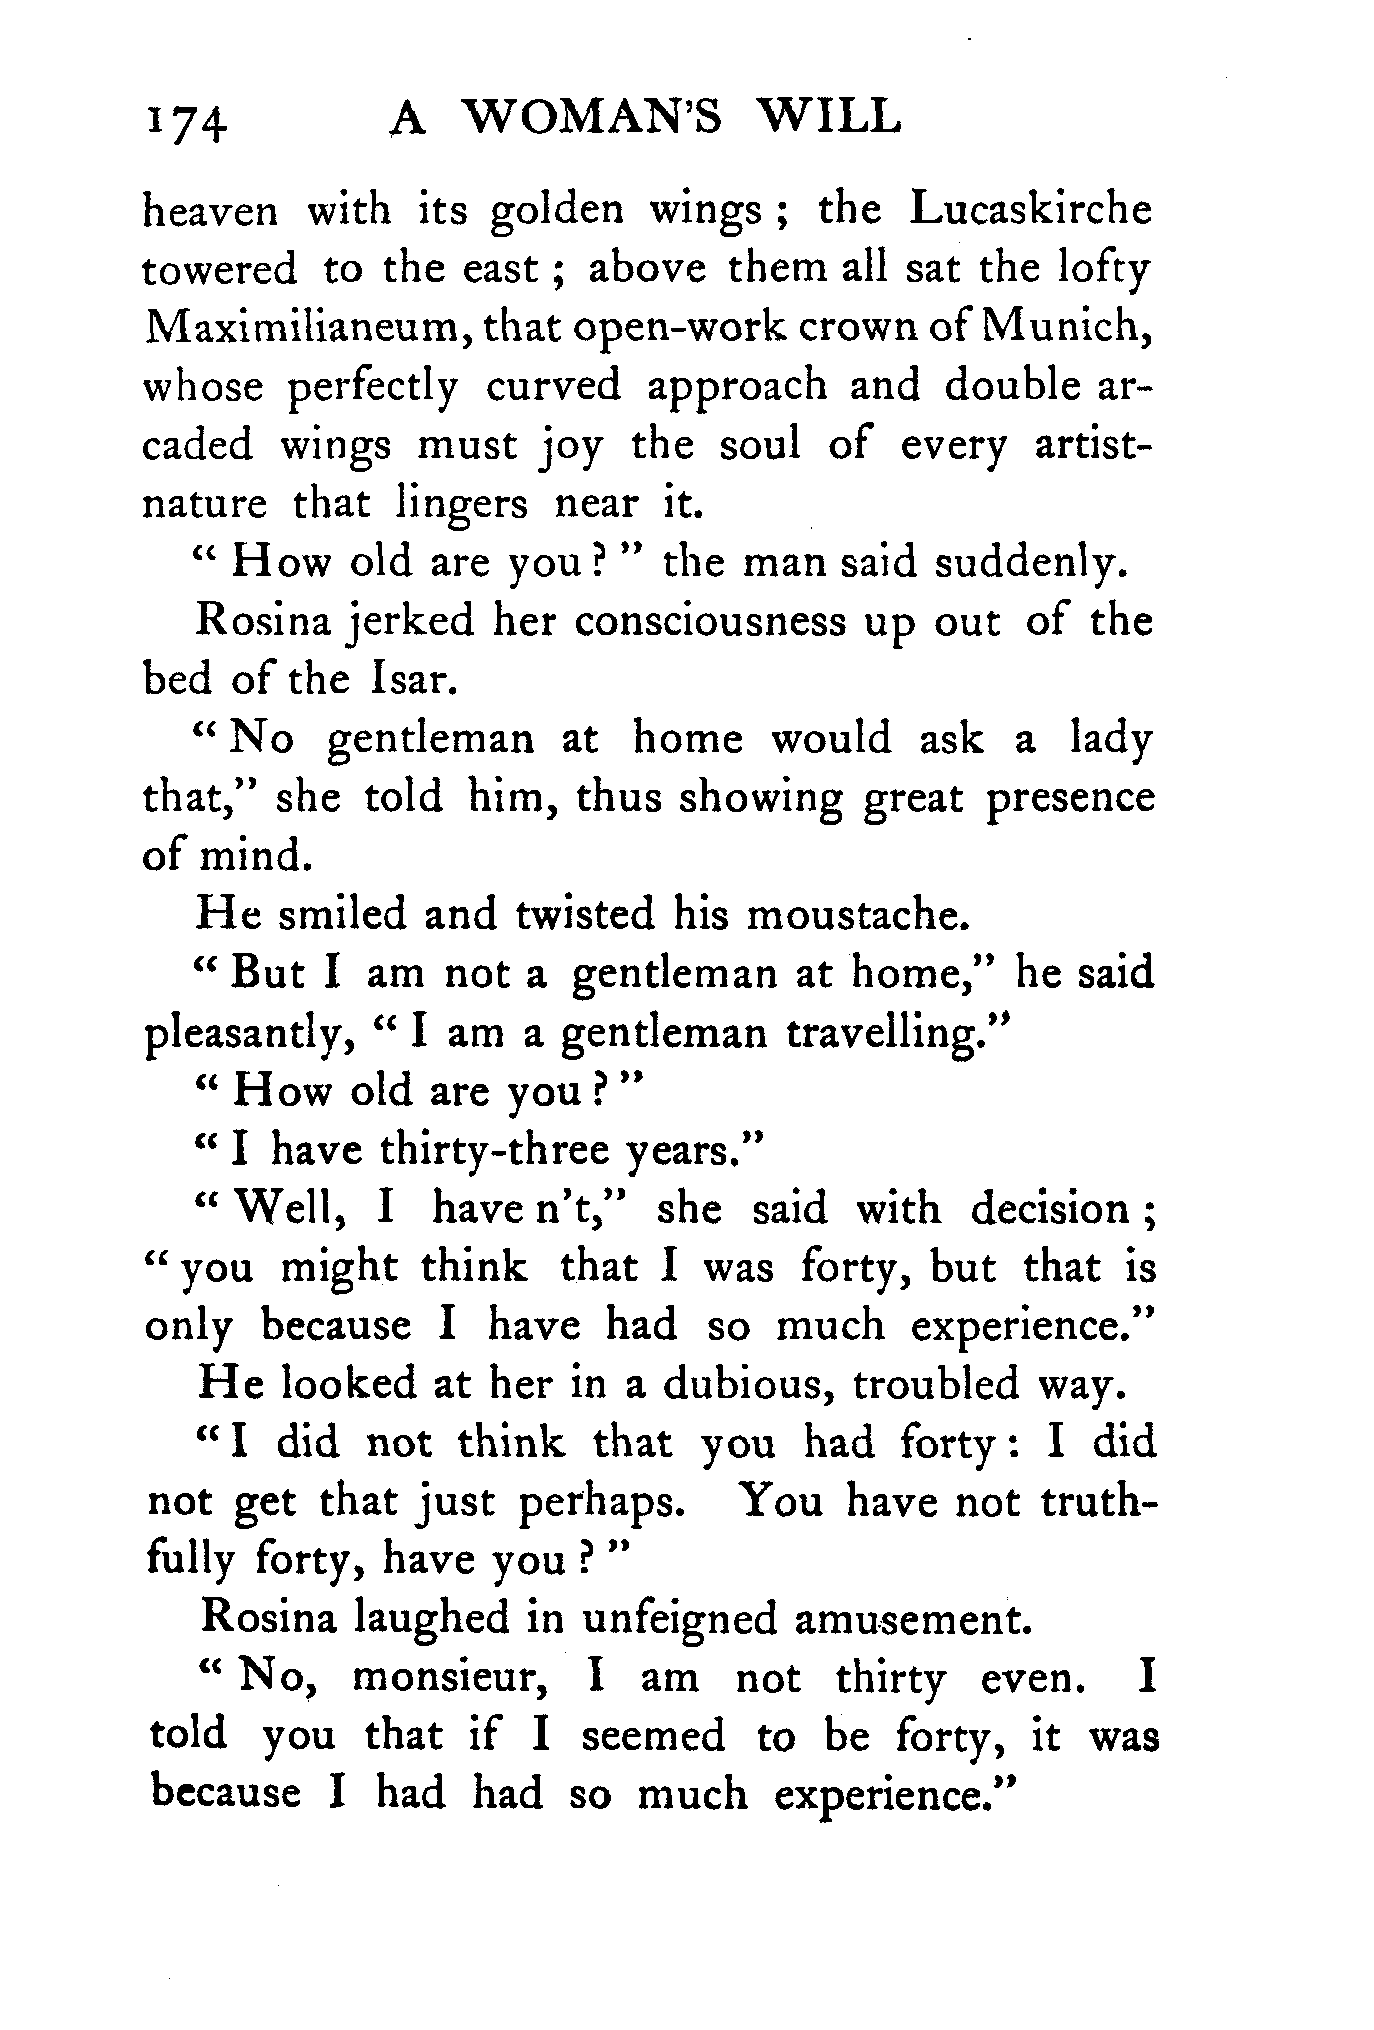 174 A WOMAN'S WILL
heaven with its golden wings ; the Lucaskirche
towered to the east ; above them all sat the lofty
Maximilianeum, that open-work crown of Munich,
whose perfectly curved approach and double ar-
caded wings must joy the soul of every artist-
nature that lingers near it.
“ How old are you ? ” the man said suddenly.
Rosina jerked her consciousness up out of the
bed of the Isar.
“ No gentleman at home would ask a lady
that,” she told him, thus showing great presence
of mind.
He smiled and twisted his moustache.
“ But I am not a gentleman at home,” he said
pleasantly, “ I am a gentleman travelling.”
“ How old are you ? ”
“ I have thirty-three years.”
“ Well, I have n't,” she said with decision ;
“ you might think that I was forty, but that is
only because I have had so much experience.”
He looked at her in a dubious, troubled way.
“ I did not think that you had forty : I did
not get that just perhaps. You have not truth-
fully forty, have you ? ”
Rosina laughed in unfeigned amusement.
“ No, monsieur, I am not thirty even. I
told you that if I seemed to be forty, it was
because I had had so much experience.”